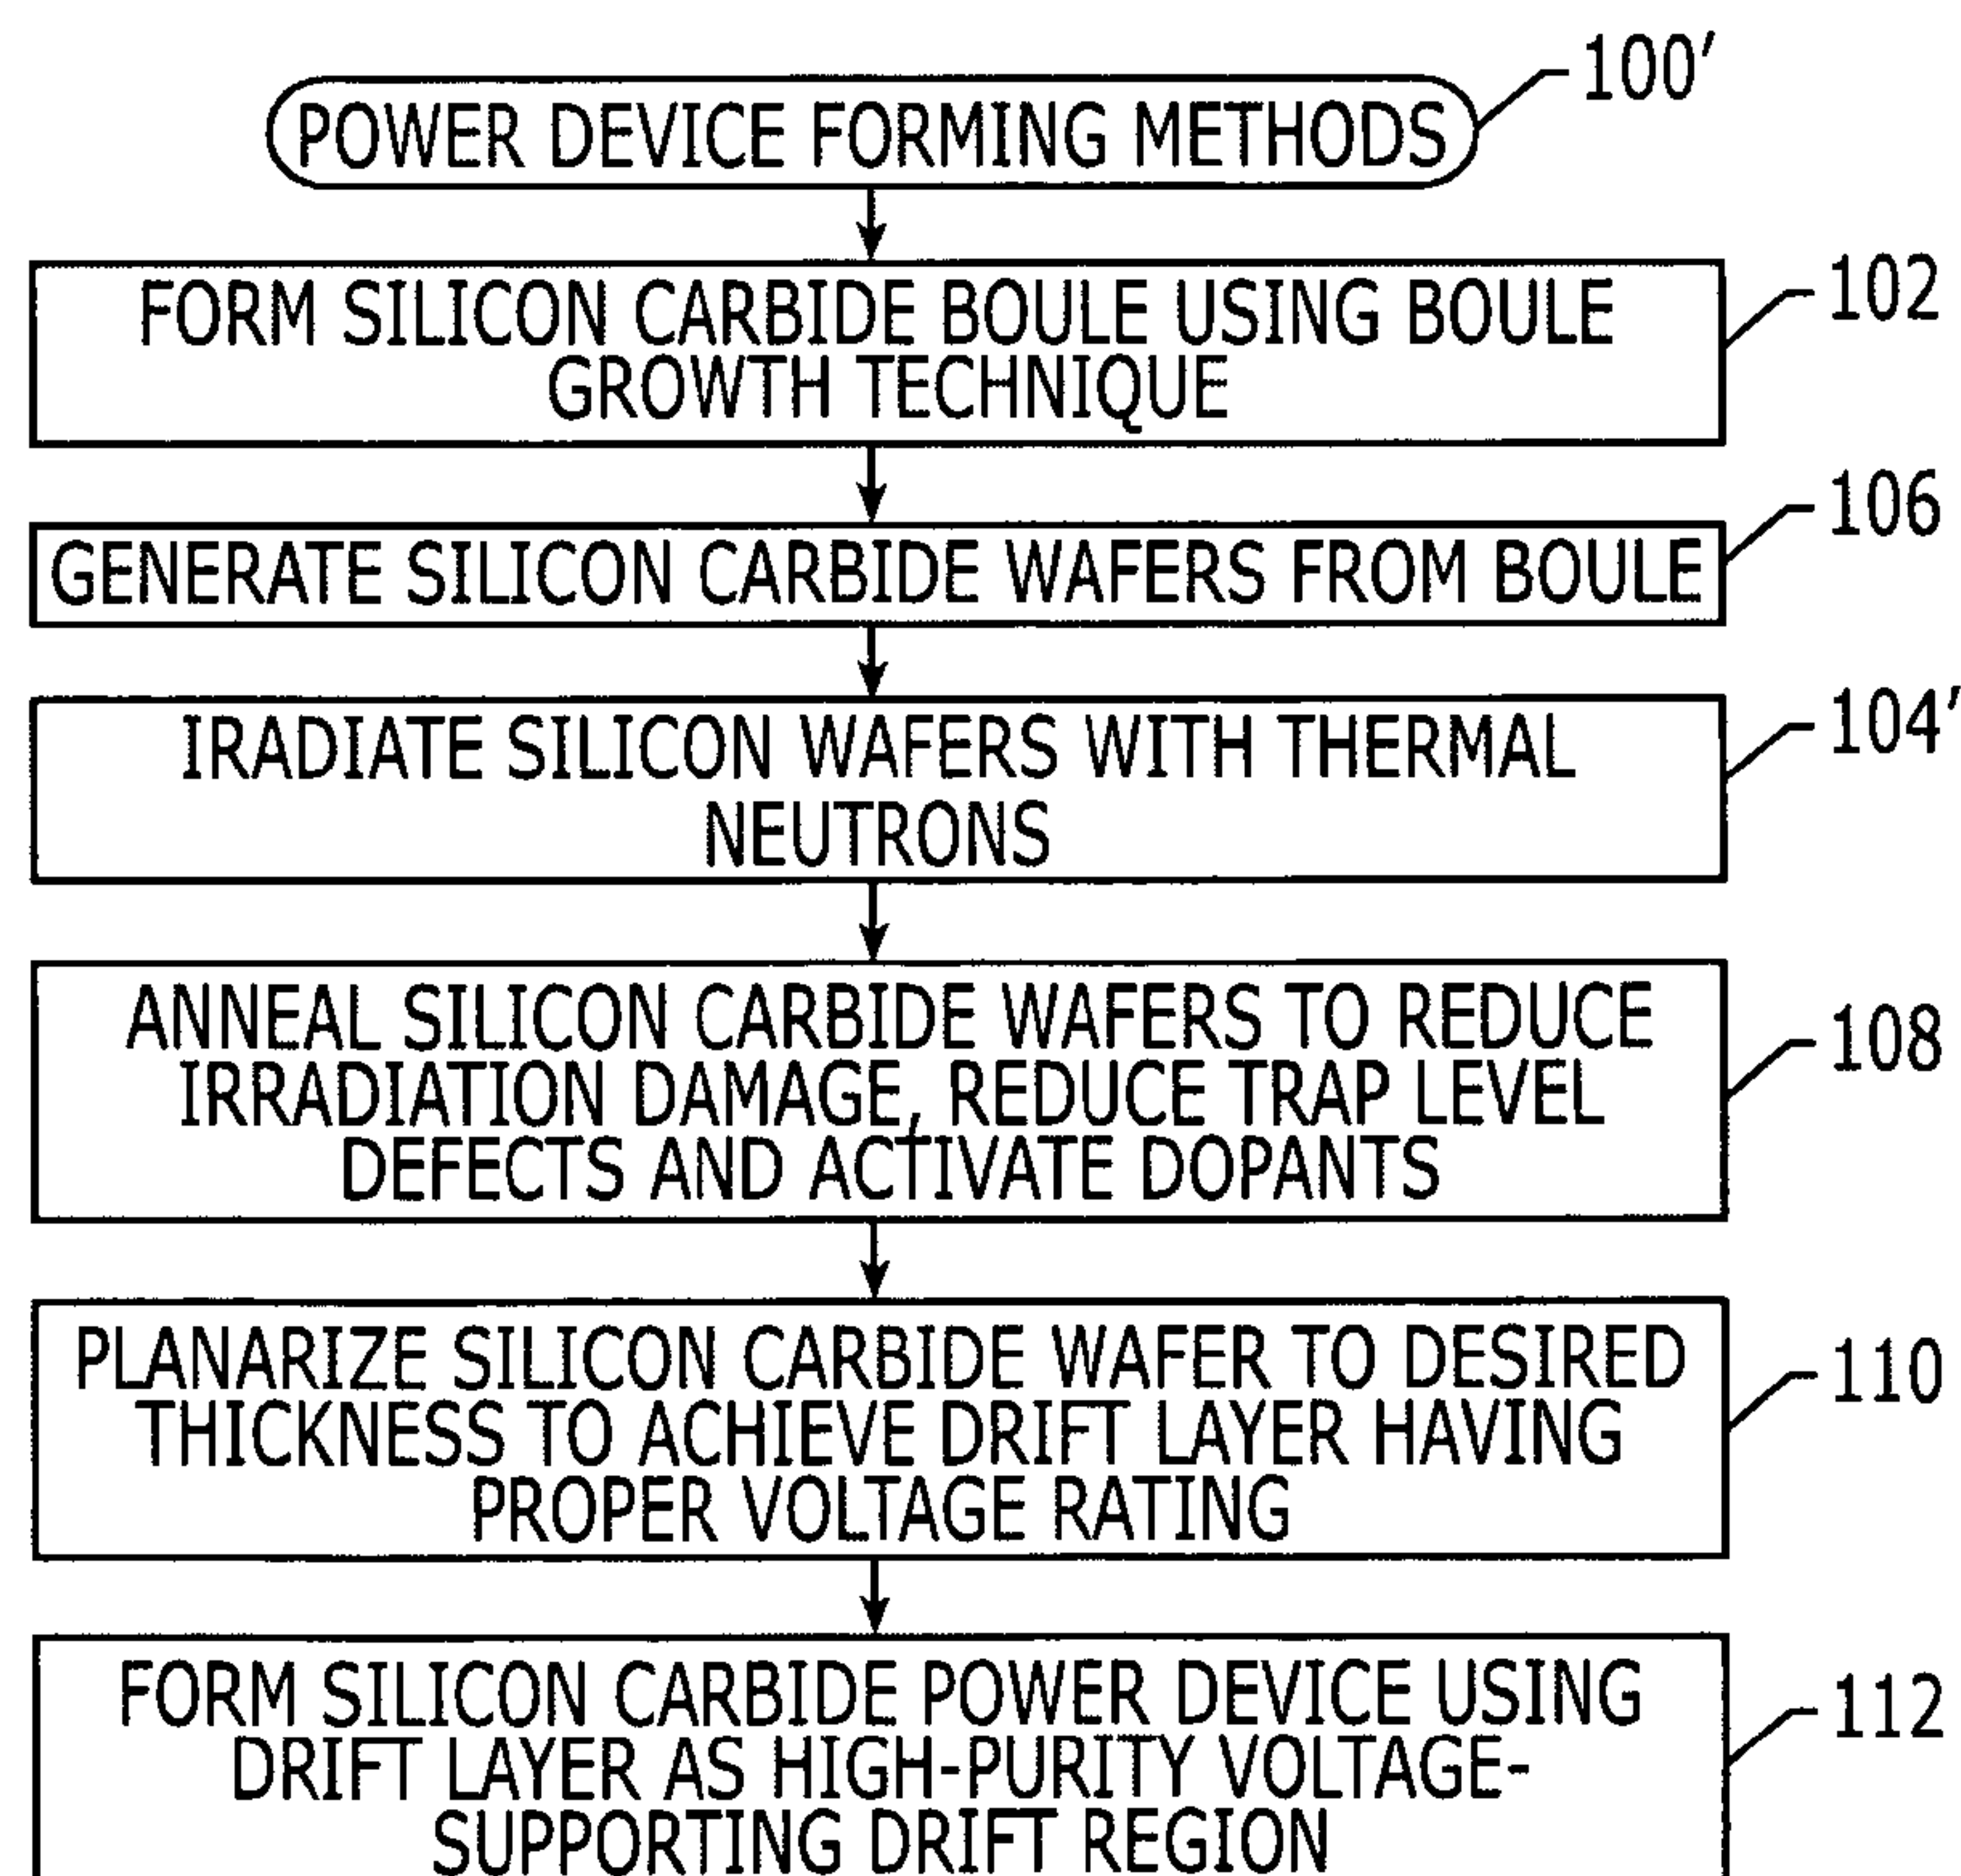 100'
POWER DEVICE FORMING METHODS
FORM SILICON CARBIDE BOULE USING BOULE
GROWTH TECHNIQUE
102
GENERATE SILICON CARBIDE WAFERS FROM BOULE
106
IRADIATE SILICON WAFERS WITH THERMAL
NEUTRONS
104'
ANNEAL SILICON CARBIDE WAFERS TO REDUCE
IRRADIATION DAMAGE, REDUCE TRAP LEVEL
DEFECTS AND ACTIVATE DOPANTS
108
PLANARIZE SILICON CARBIDE WAFER TO DESIRED
THICKNESS TO ACHIEVE DRIFT LAYER HAVING
PROPER VOLTAGE RATING
110
FORM SILICON CARBIDE POWER DEVICE USING
DRIFT LAYER AS HIGH-PURITY VOLTAGE-
SUPPORTING DRIFT REGION
112